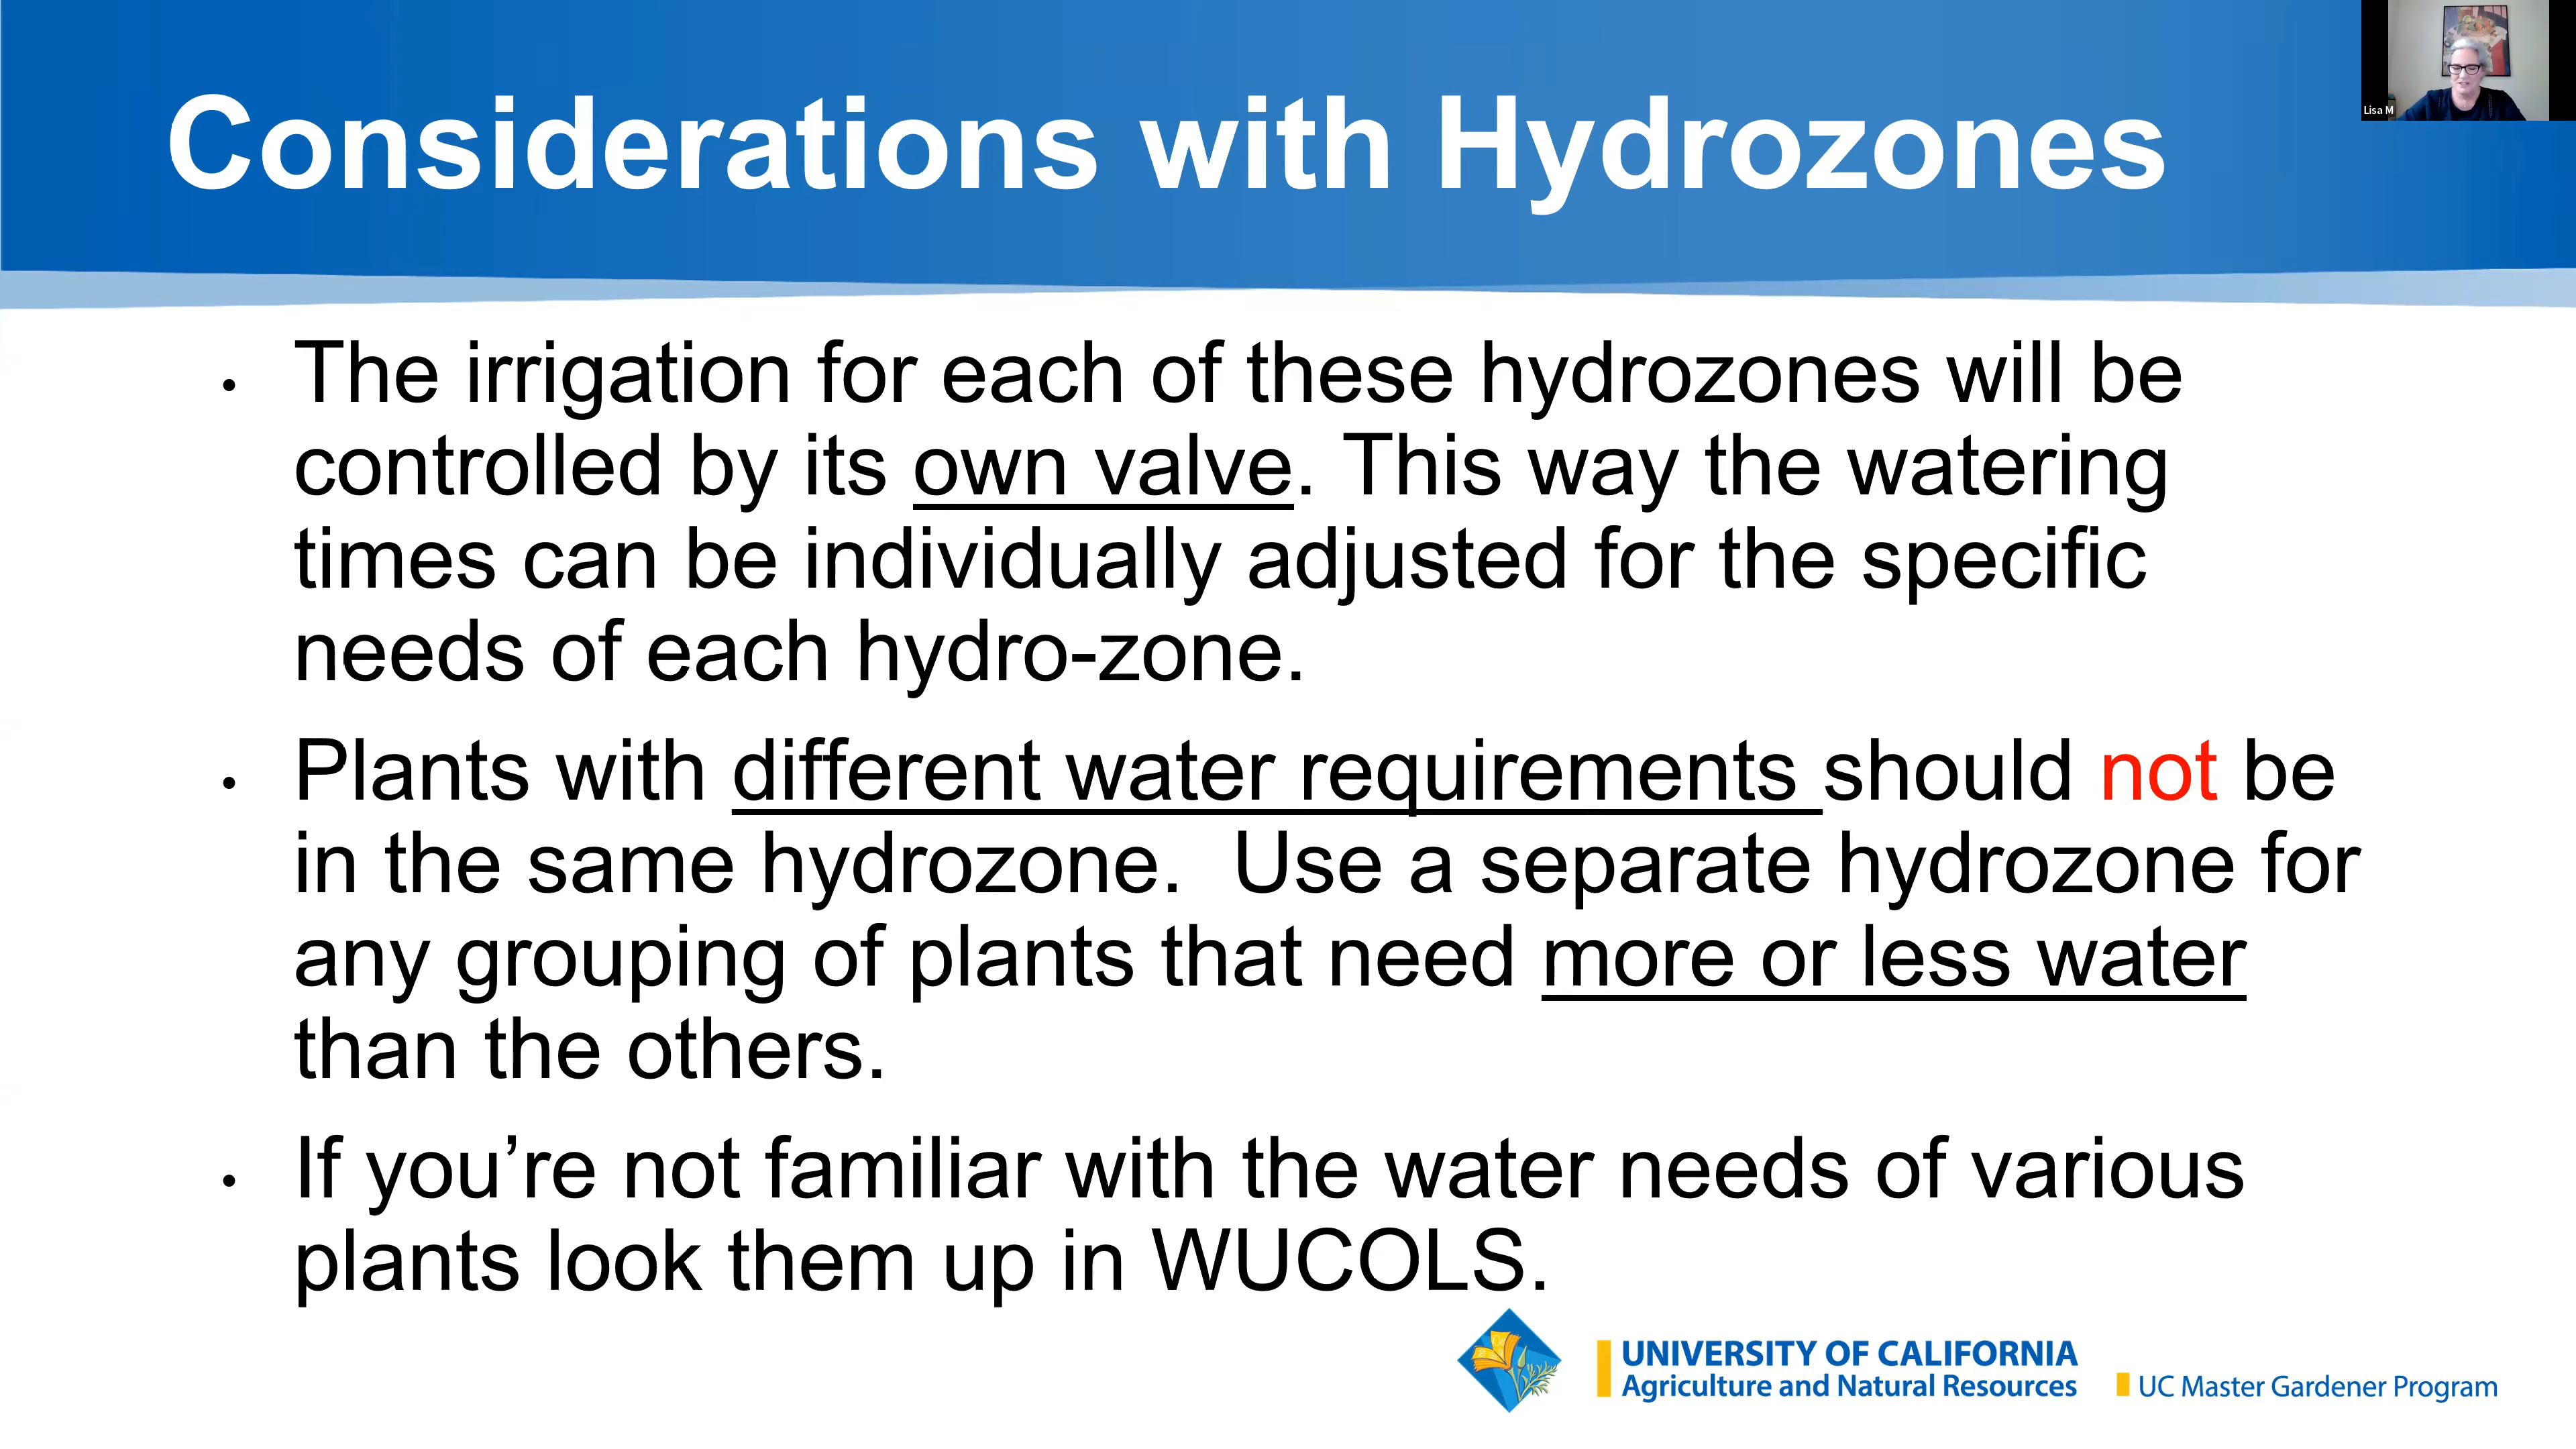 Considerations with Hydrozones
Lisa M
• The irrigation for each of these hydrozones will be
controlled by its own valve. This way the watering
times can be individually adjusted for the specific
needs of each hydro-zone.
• Plants with different water requirements should not be
in the same hydrozone.  Use a separate hydrozone for
any grouping of plants that need more or less water
than the others.
• If you’re not familiar with the water needs of various
plants look them up in WUCOLS.
UNIVERSITY OF CALIFORNIA
Agriculture and Natural Resources
UC Master Gardener Program